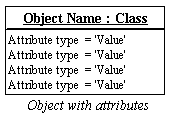 Object Name : Class
Attribute type = 'Value'
Attribute type = 'Value'
Attribute type = 'Value'
Attribute type = 'Value'
Object with attributes